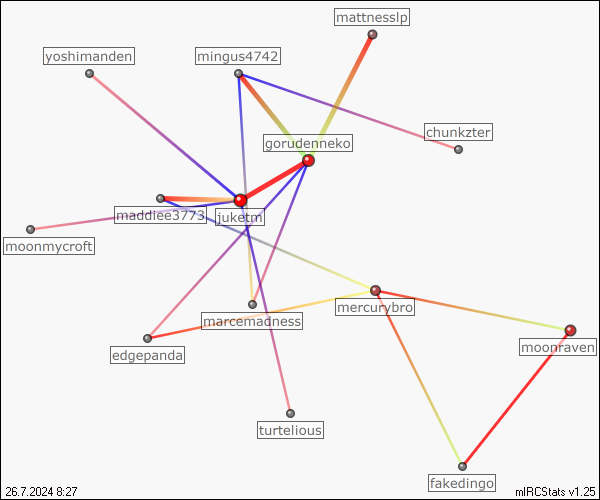 mattnesslp
yoshimanden
mingus4742
chunkzter
gorudenneko
maddiee3773
juketm
moonmycroft
mercurybro
marcemadness
moonraven
edgepanda
turtelious
fakedingo
26.7.2024 8:27
mIRCStats v1.25